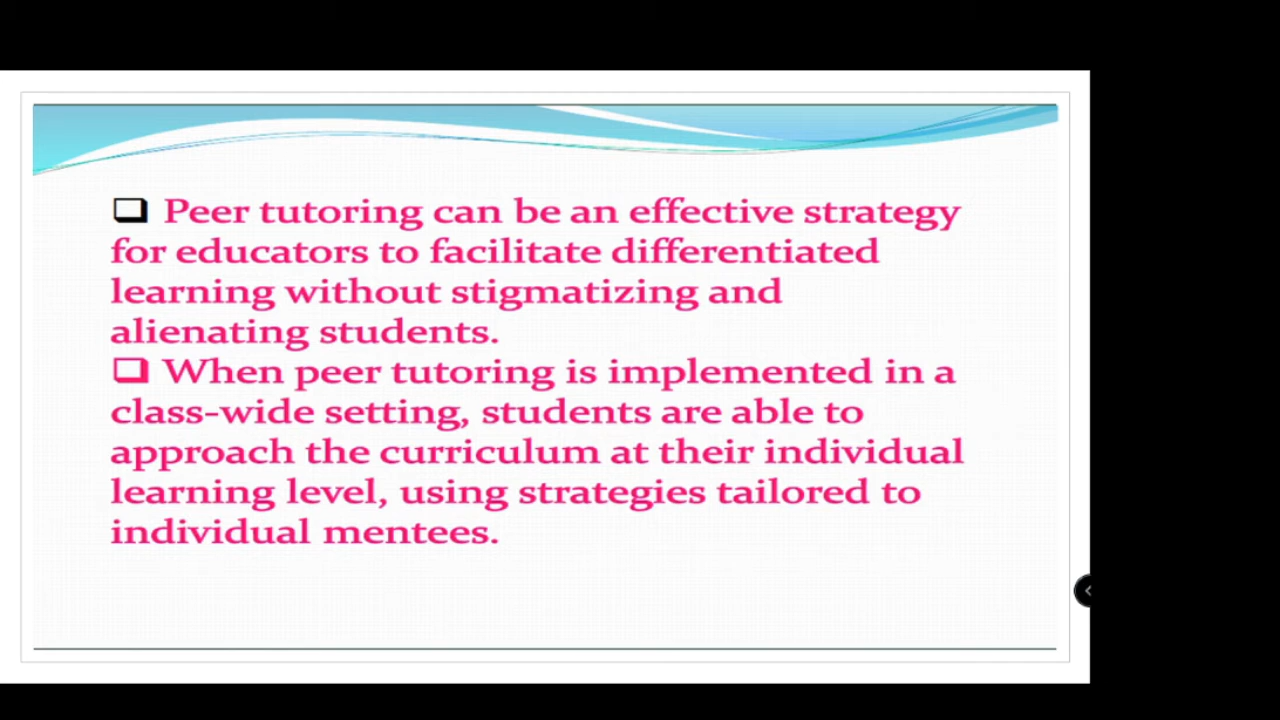 ❑ Peer tutoring can be an effective strategy
for educators to facilitate differentiated
learning without stigmatizing and
alienating students.
❑ When peer tutoring is implemented in a
class-wide setting, students are able to
approach the curriculum at their individual
learning level, using strategies tailored to
individual mentees.